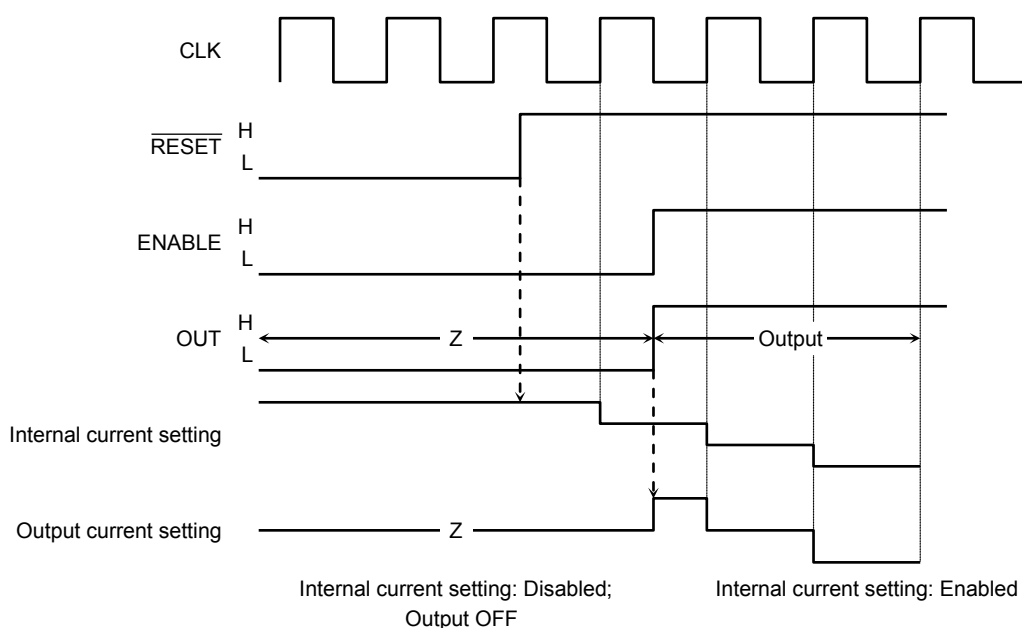 CLK
RESET
H
L
ENABLE
H
L
OUT
H
L
Z
Output
Internal current setting
Output current setting
Z
Internal current setting: Disabled;
Output OFF
Internal current setting: Enabled